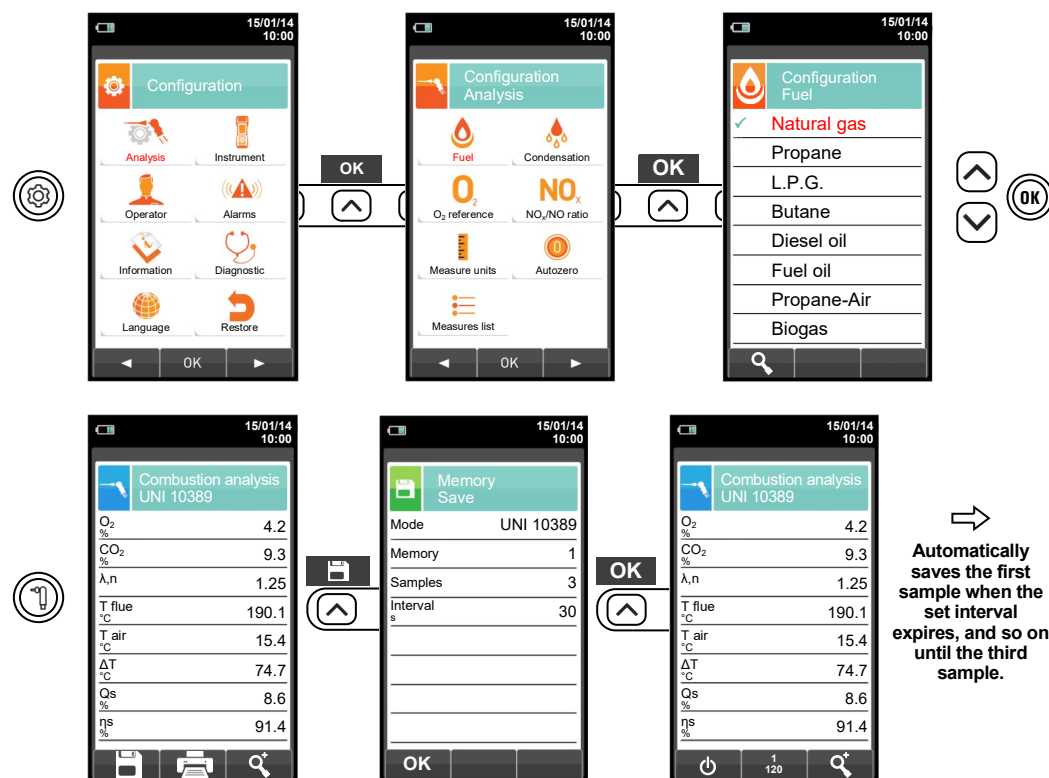 15/01/14
10:00
Configuration
Analysis
Instrument
Operator
Alarms
Information
Diagnostic
Language
Restore
◄ OK ►
OK
15/01/14
10:00
Configuration
Analysis
Fuel
Condensation
O2
NOx
O2 reference
NOx/NO ratio
Measure units
Autozero
Measures list
◄ OK ►
OK
15/01/14
10:00
Configuration
Fuel
✓ Natural gas
Propane
L.P.G.
Butane
Diesel oil
Fuel oil
Propane-Air
Biogas
OK
15/01/14
10:00
Combustion analysis
UNI 10389
O2 % 4.2
CO2 % 9.3
λ,n 1.25
T flue °C 190.1
T air °C 15.4
ΔT °C 74.7
Qs % 8.6
ηs % 91.4
15/01/14
10:00
Memory
Save
Mode UNI 10389
Memory 1
Samples 3
Interval s 30
OK
OK
15/01/14
10:00
Combustion analysis
UNI 10389
O2 % 4.2
CO2 % 9.3
λ,n 1.25
T flue °C 190.1
T air °C 15.4
ΔT °C 74.7
Qs % 8.6
ηs % 91.4
1
120
Automatically
saves the first
sample when the
set interval
expires, and so on
until the third
sample.